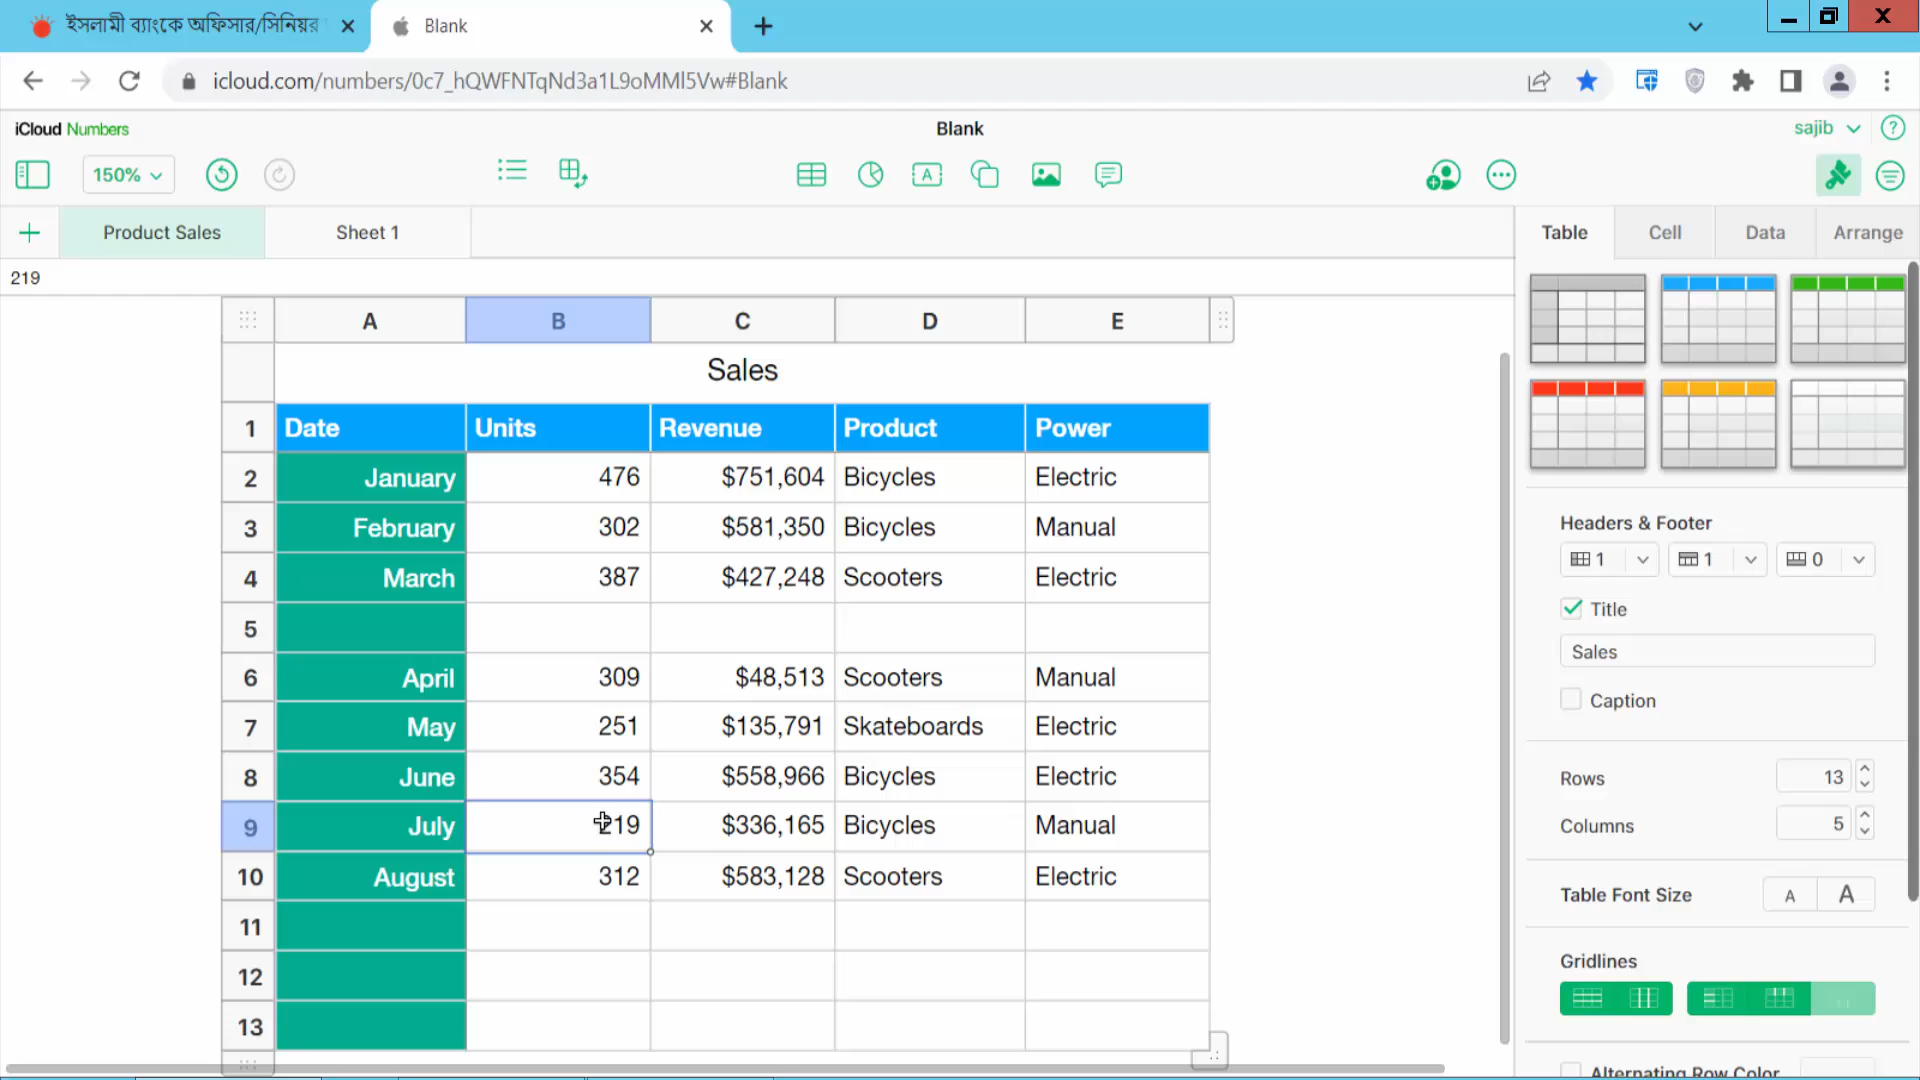 ইসলামী ব্যাংকে অফিসার/সিনিয়র
Blank
icloud.com/numbers/0c7_hQWFNTqNd3a1L9oMMl5Vw#Blank
iCloud Numbers
Blank
sajib
150%
Product Sales
Sheet 1
Table
Cell
Data
Arrange
219
A B C D E
Sales
1 Date Units Revenue Product Power
2 January 476 $751,604 Bicycles Electric
3 February 302 $581,350 Bicycles Manual
4 March 387 $427,248 Scooters Electric
5
6 April 309 $48,513 Scooters Manual
7 May 251 $135,791 Skateboards Electric
8 June 354 $558,966 Bicycles Electric
9 July 219 $336,165 Bicycles Manual
10 August 312 $583,128 Scooters Electric
11
12
13
Headers & Footer
1 1 0
Title
Sales
Caption
Rows 13
Columns 5
Table Font Size A A
Gridlines
Alternating Row Color